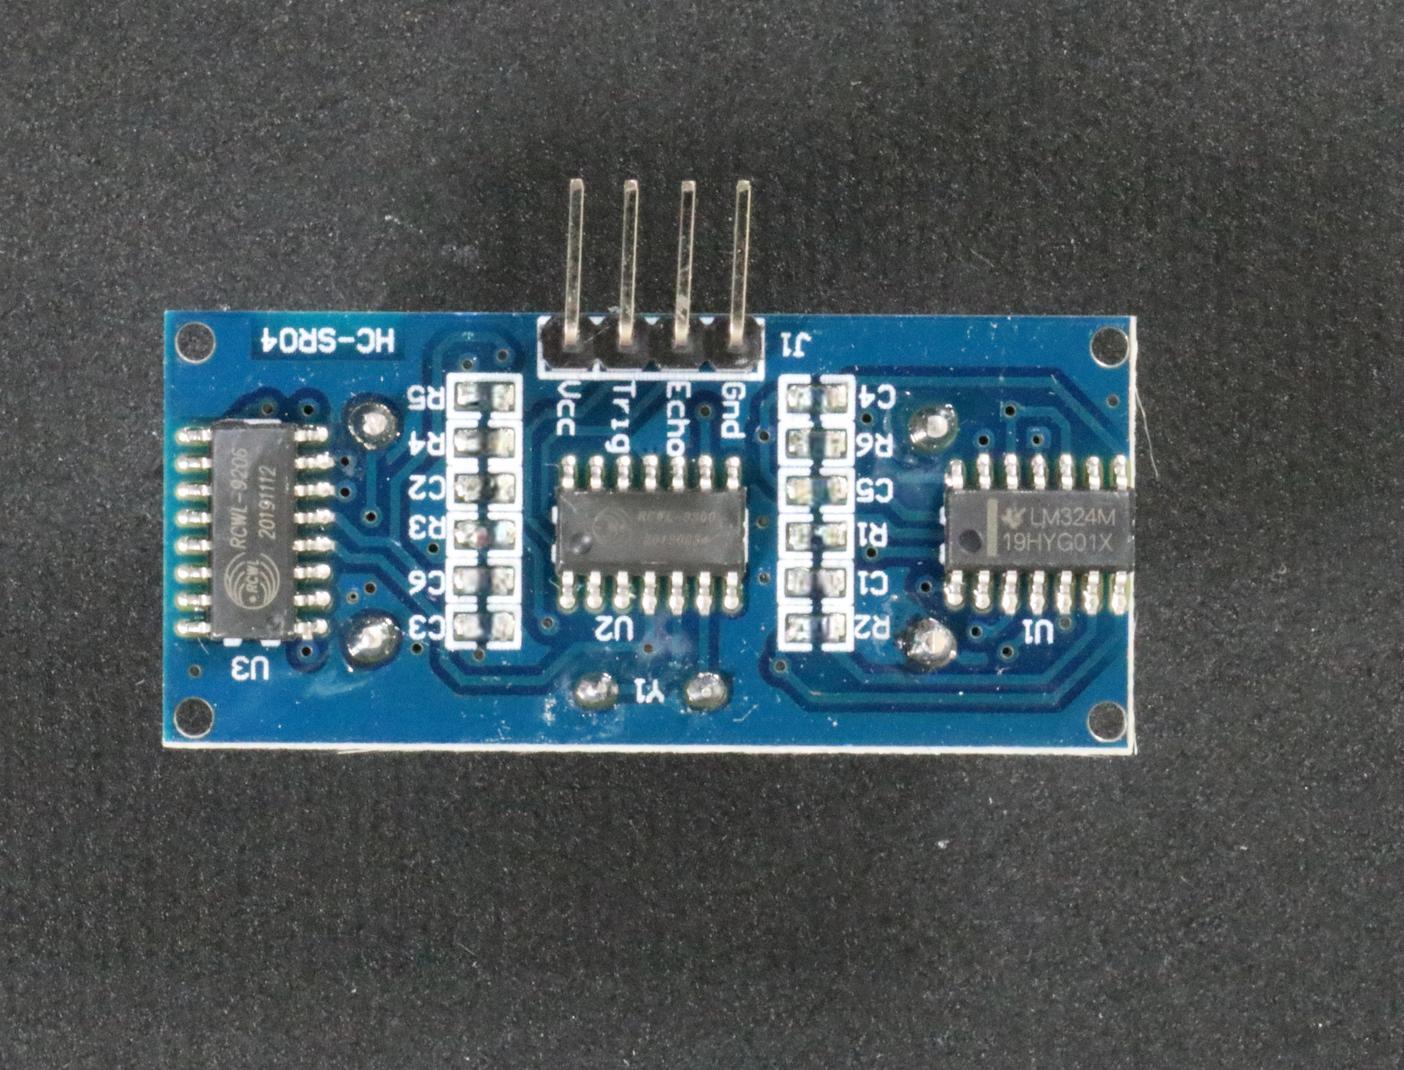 HC-SR04
J1
Vcc
Trig
Echo
Gnd
R5
R4
C2
R3
C6
C3
C4
R6
C5
R1
C1
R2
RCWL-9206
20191112
RCWL
LM324M
19HYG01X
U3
U2
U1
Y1